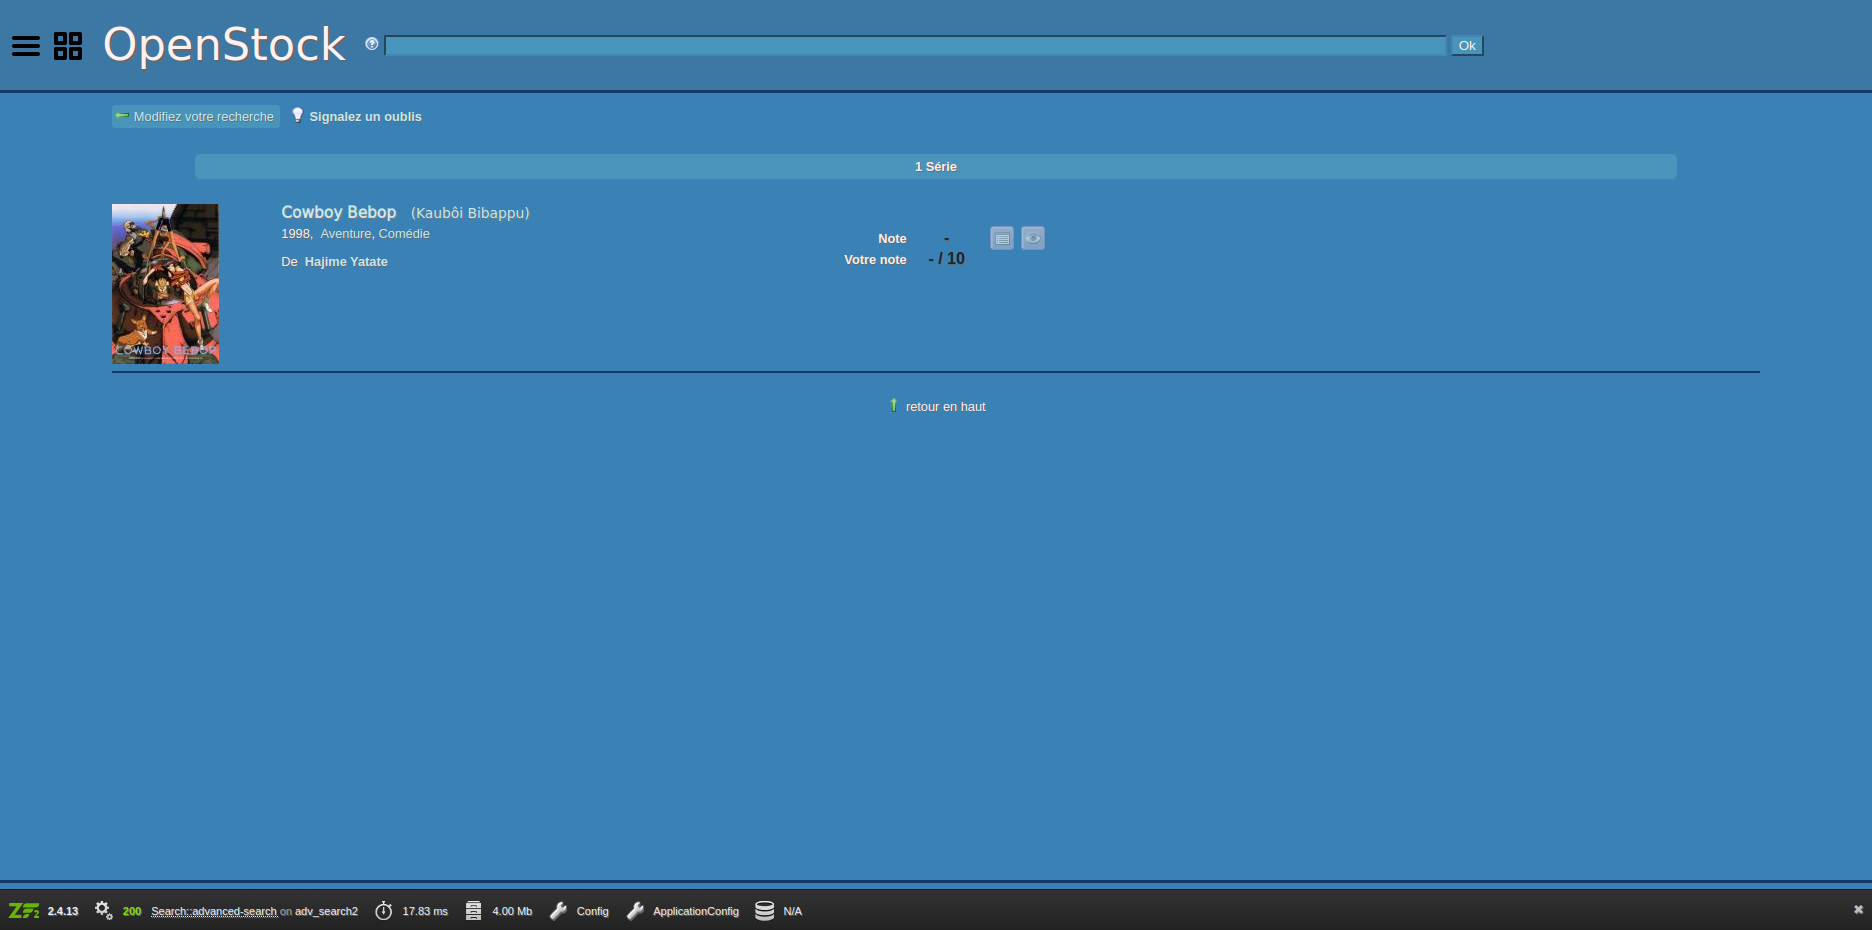 OpenStock
Ok
Modifiez votre recherche Signalez un oublis
1 Série
Cowboy Bebop (Kaubôi Bibappu)
1998, Aventure, Comédie
De Hajime Yatate
Note -
Votre note - / 10
COWBOY BEBOP
retour en haut
2.4.13 200 Search::advanced-search on adv_search2 17.83 ms 4.00 Mb Config ApplicationConfig N/A